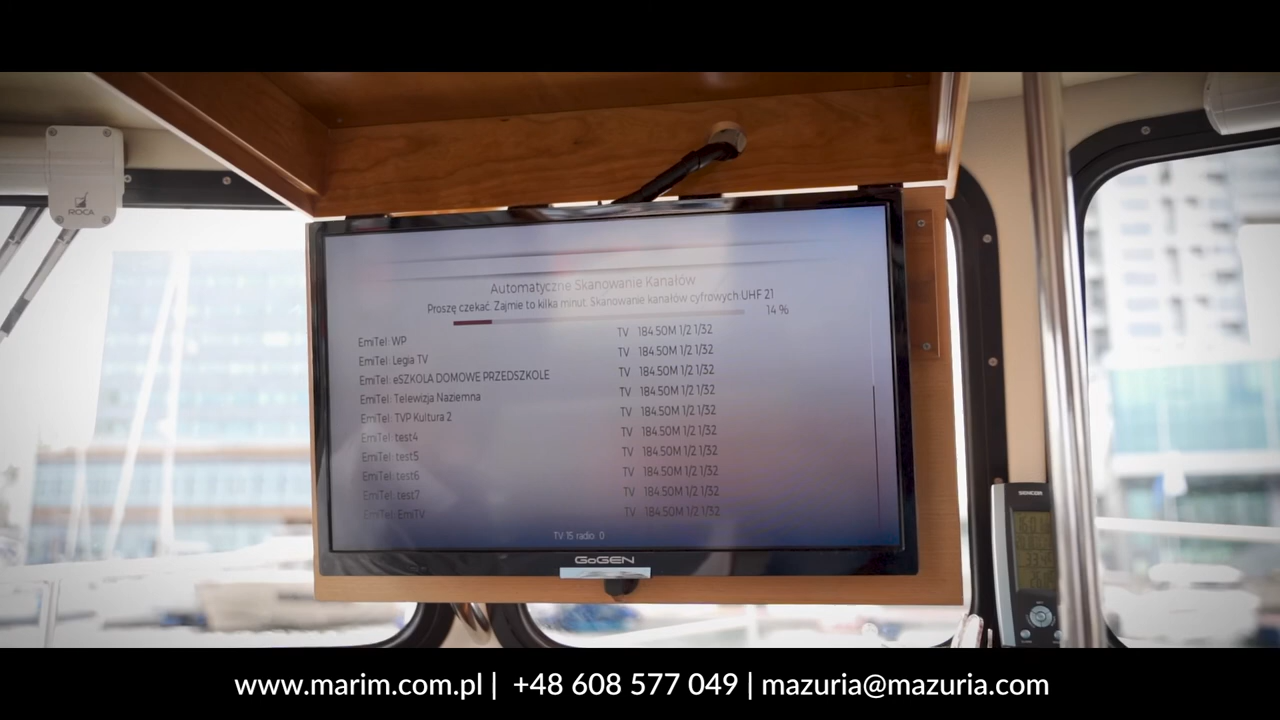 ROCA
Automatyczne Skanowanie Kanałów
Proszę czekać. Zajmie to kilka minut. Skanowanie kanałów cyfrowych UHF 21
14 %
EmiTel: WP TV 184.50M 1/2 1/32
EmiTel: Legia TV TV 184.50M 1/2 1/32
EmiTel: eSZKOLA DOMOWE PRZEDSZKOLE TV 184.50M 1/2 1/32
EmiTel: Telewizja Naziemna TV 184.50M 1/2 1/32
EmiTel: TVP Kultura 2 TV 184.50M 1/2 1/32
EmiTel: test4 TV 184.50M 1/2 1/32
EmiTel: test5 TV 184.50M 1/2 1/32
EmiTel: test6 TV 184.50M 1/2 1/32
EmiTel: test7 TV 184.50M 1/2 1/32
EmiTel: EmiTV TV 184.50M 1/2 1/32
TV 15 radio 0
GoGEN
SENCOR
www.marim.com.pl | +48 608 577 049 | mazuria@mazuria.com